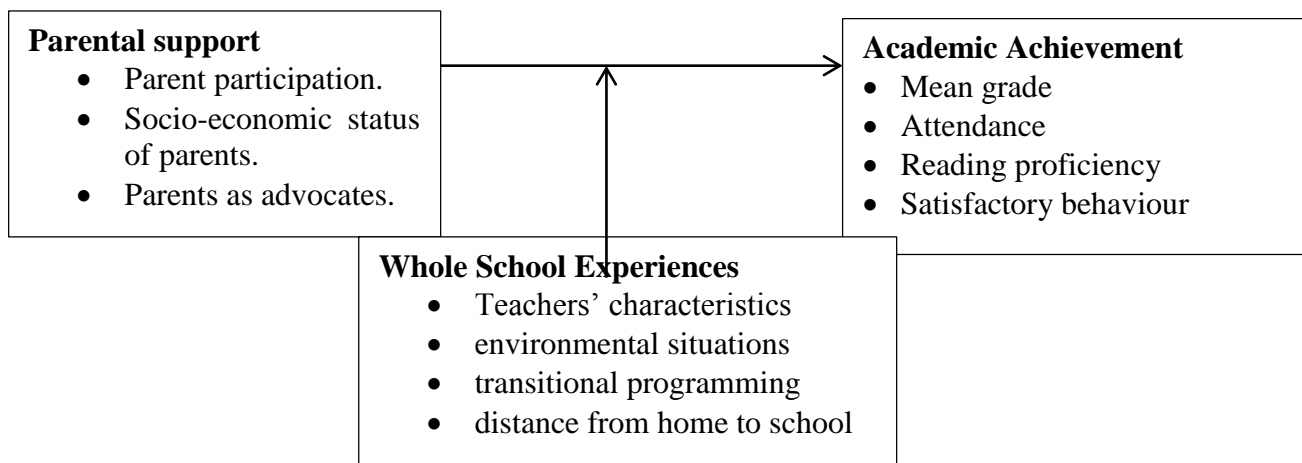 Parental support
• Parent participation.
• Socio-economic status
of parents.
• Parents as advocates.
Academic Achievement
• Mean grade
• Attendance
• Reading proficiency
• Satisfactory behaviour
Whole School Experiences
• Teachers’ characteristics
• environmental situations
• transitional programming
• distance from home to school